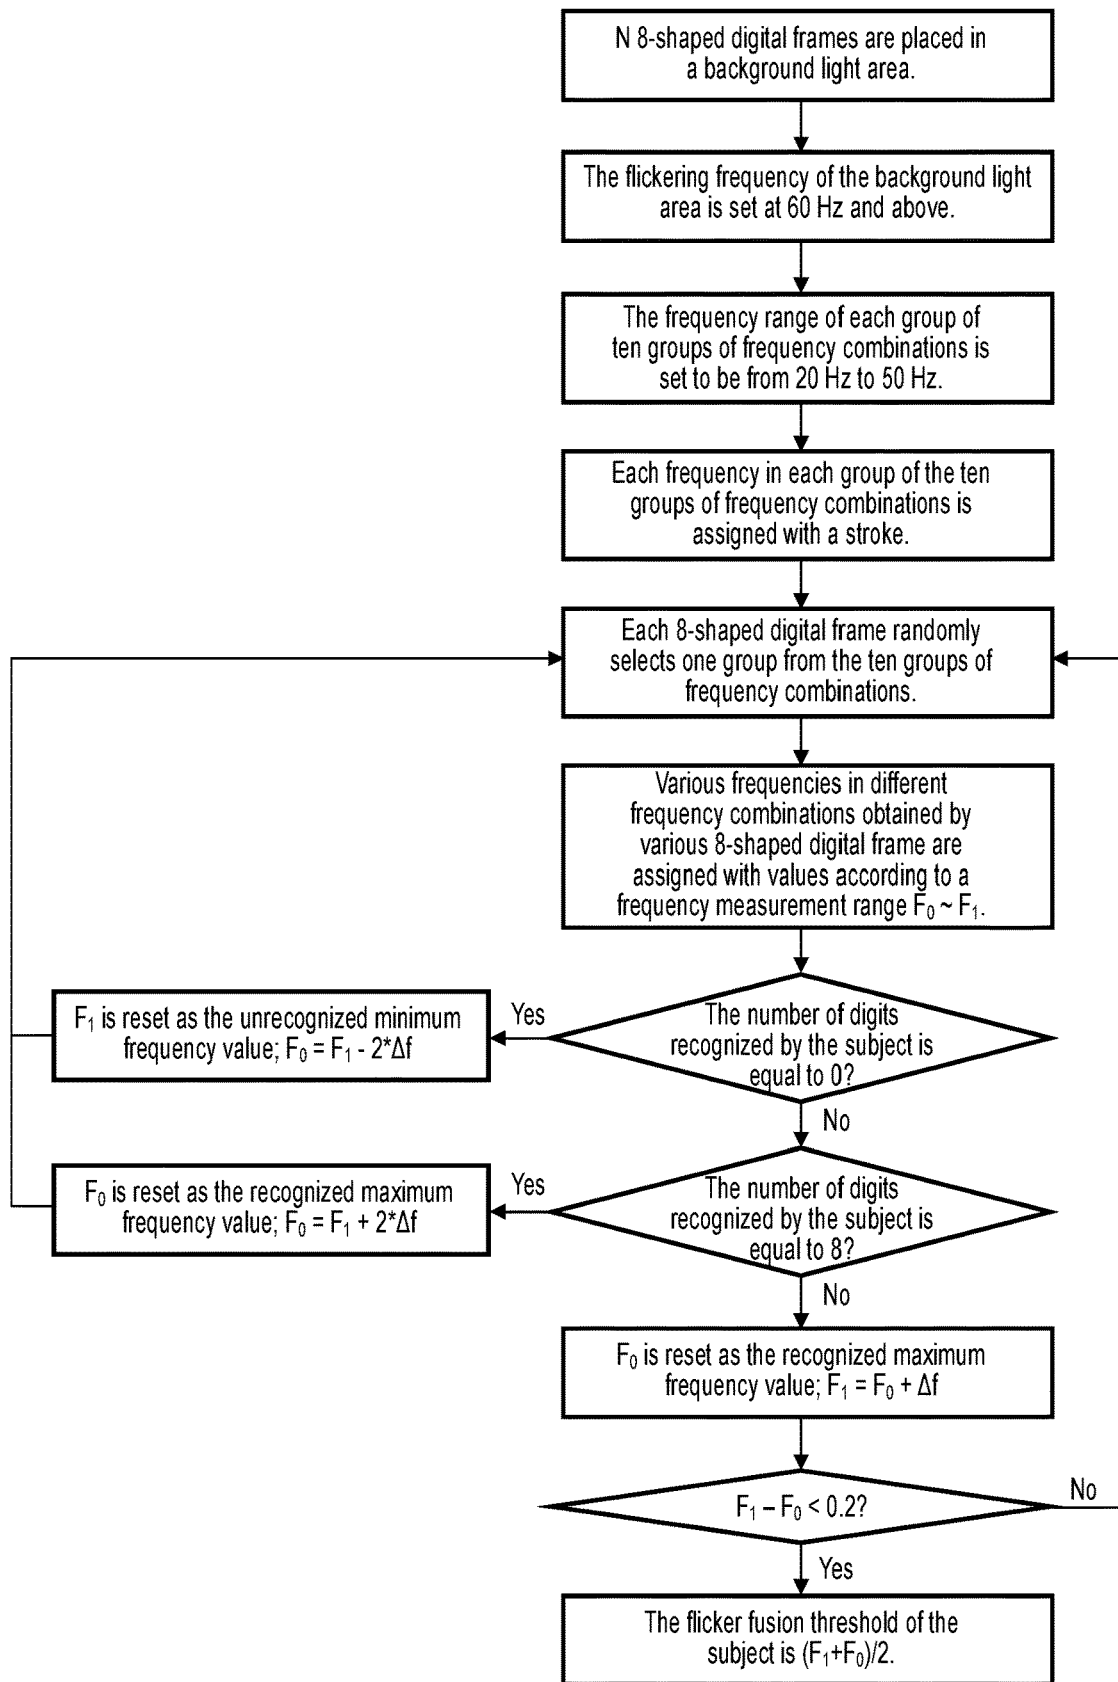 N 8-shaped digital frames are placed in
a background light area.
The flickering frequency of the background light
area is set at 60 Hz and above.
The frequency range of each group of
ten groups of frequency combinations is
set to be from 20 Hz to 50 Hz.
Each frequency in each group of the ten
groups of frequency combinations is
assigned with a stroke.
Each 8-shaped digital frame randomly
selects one group from the ten groups of
frequency combinations.
Various frequencies in different
frequency combinations obtained by
various 8-shaped digital frame are
assigned with values according to a
frequency measurement range F₀ ~ F₁.
The number of digits
recognized by the subject is
equal to 0?
Yes
F₁ is reset as the unrecognized minimum
frequency value; F₀ = F₁ - 2*Δf
No
The number of digits
recognized by the subject is
equal to 8?
Yes
F₀ is reset as the recognized maximum
frequency value; F₀ = F₁ + 2*Δf
No
F₀ is reset as the recognized maximum
frequency value; F₁ = F₀ + Δf
F₁ – F₀ < 0.2?
No
Yes
The flicker fusion threshold of the
subject is (F₁+F₀)/2.